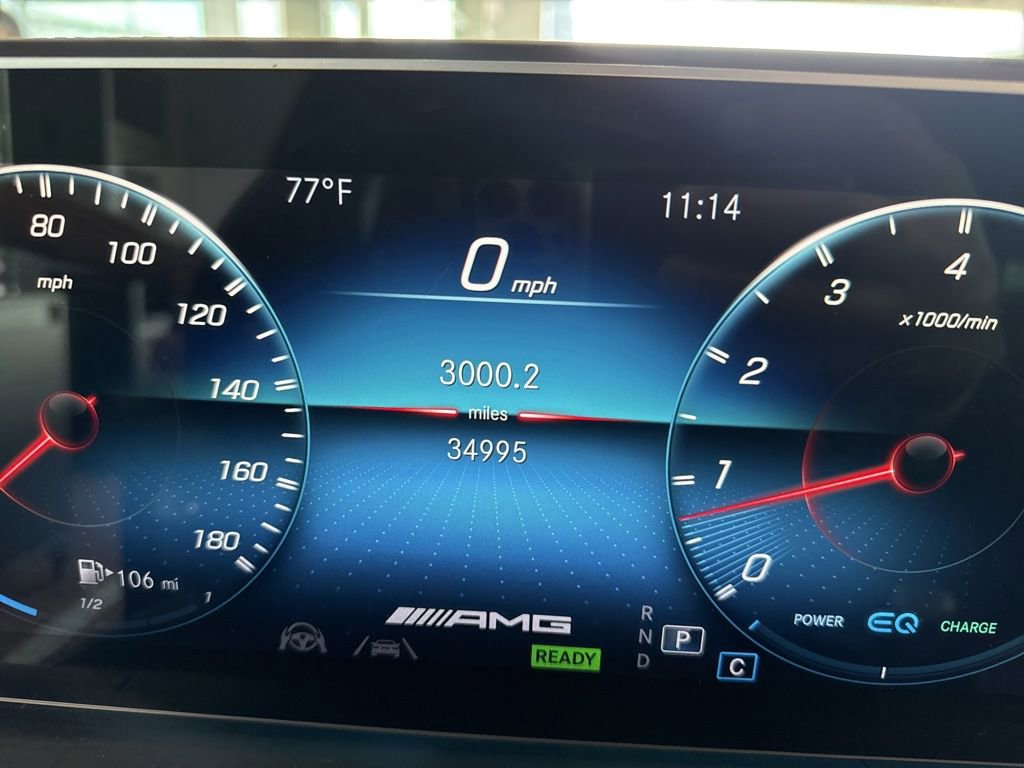 77°F
11:14
0 mph
80
100
mph
120
140
160
180
3000.2
miles
34995
4
3
x1000/min
2
1
0
106 mi
1/2
1
AMG
READY
R
N
D
P
C
POWER
EQ
CHARGE